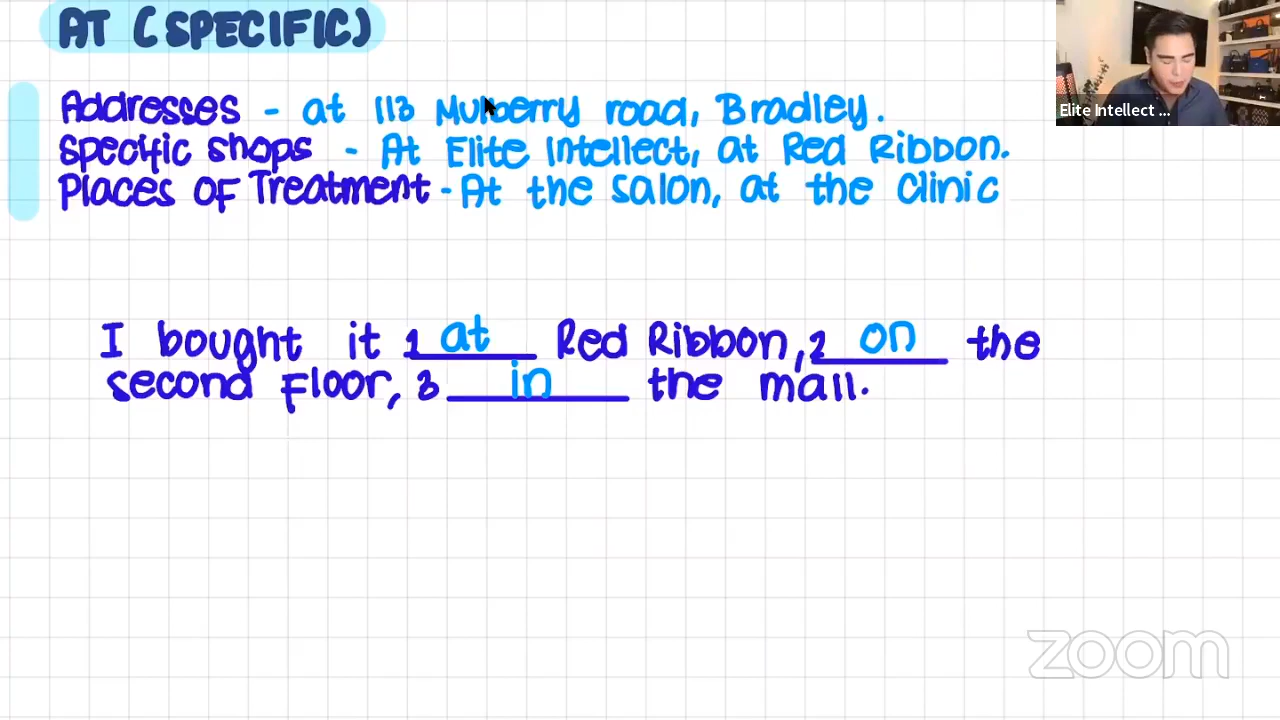 AT (SPECIFIC)
Addresses - at 113 Mulberry road, Bradley.
Specific shops - At Elite Intellect, at Red Ribbon.
Places of Treatment - At the salon, at the clinic
I bought it 1 at Red Ribbon, 2 on the
second floor, 3 in the mall.
Elite Intellect ...
zoom